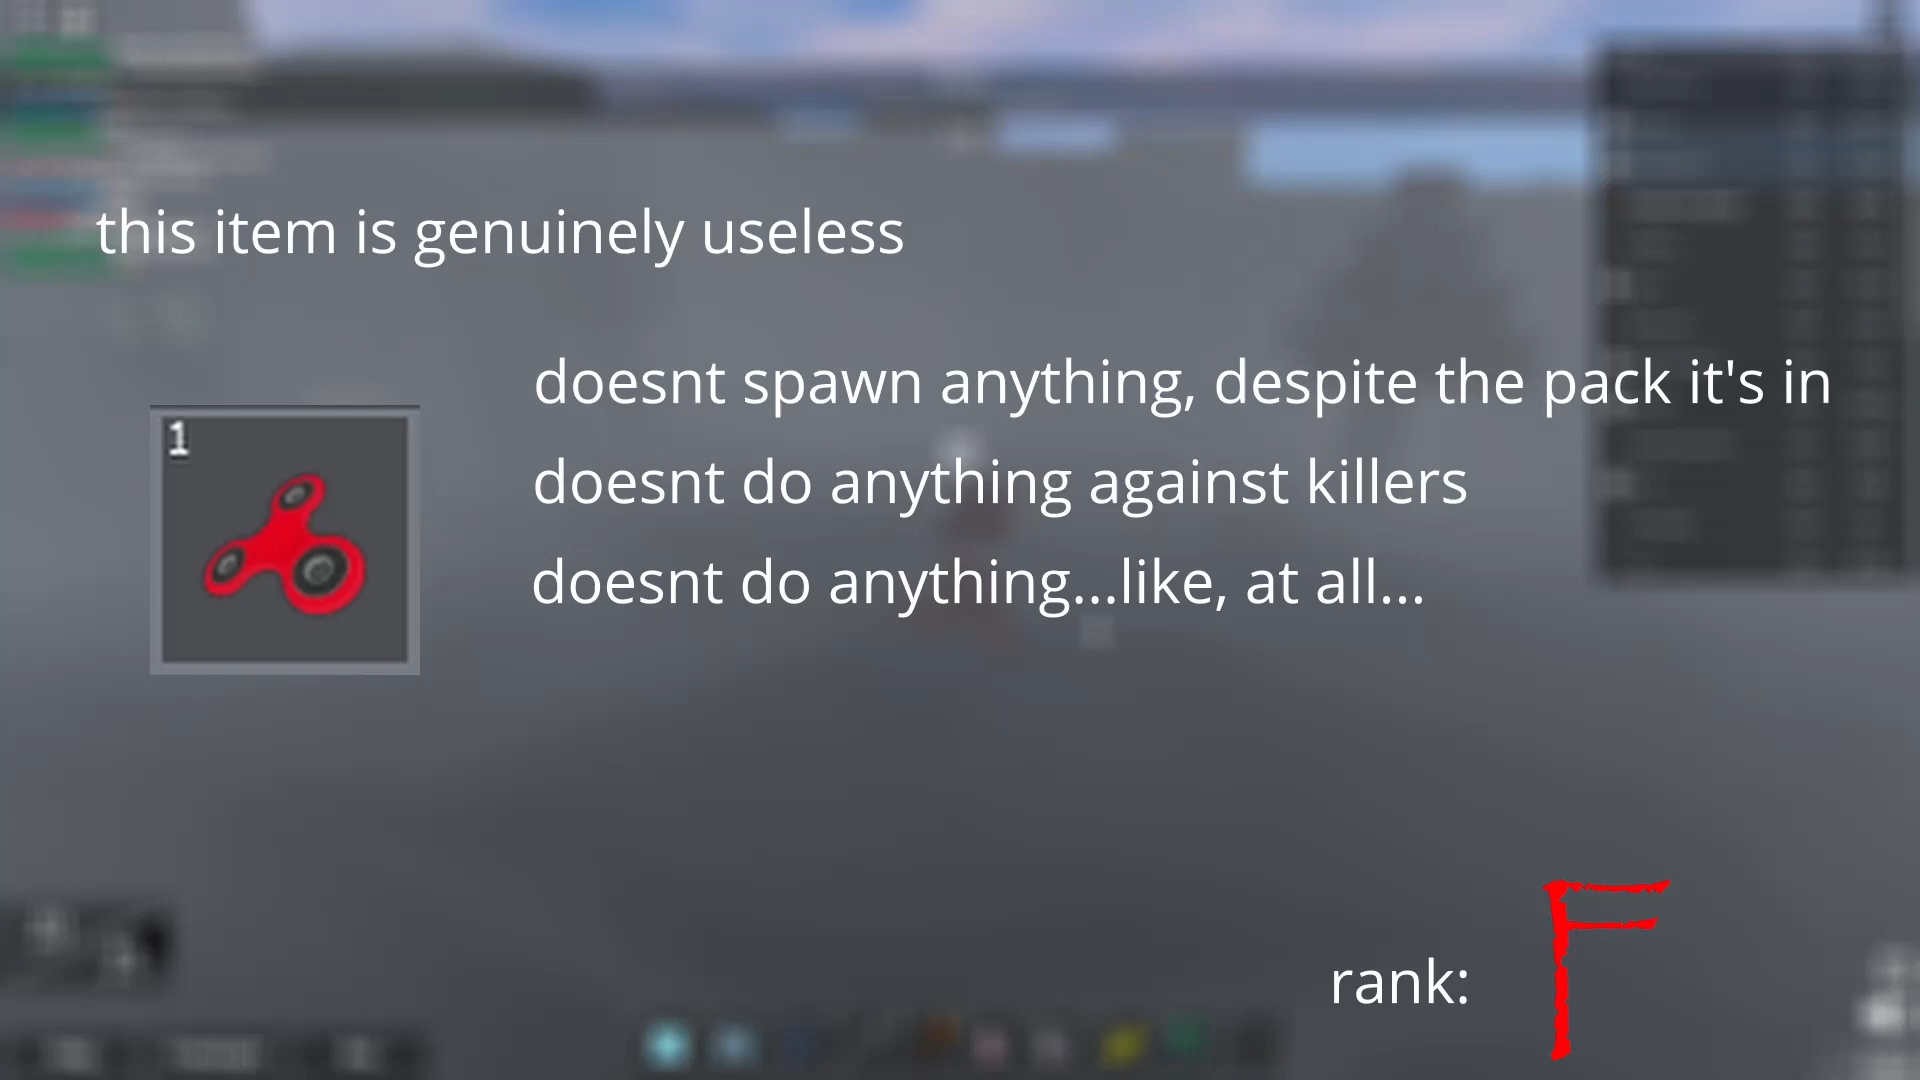 this item is genuinely useless
doesnt spawn anything, despite the pack it's in
1
doesnt do anything against killers
doesnt do anything...like, at all...
rank: F